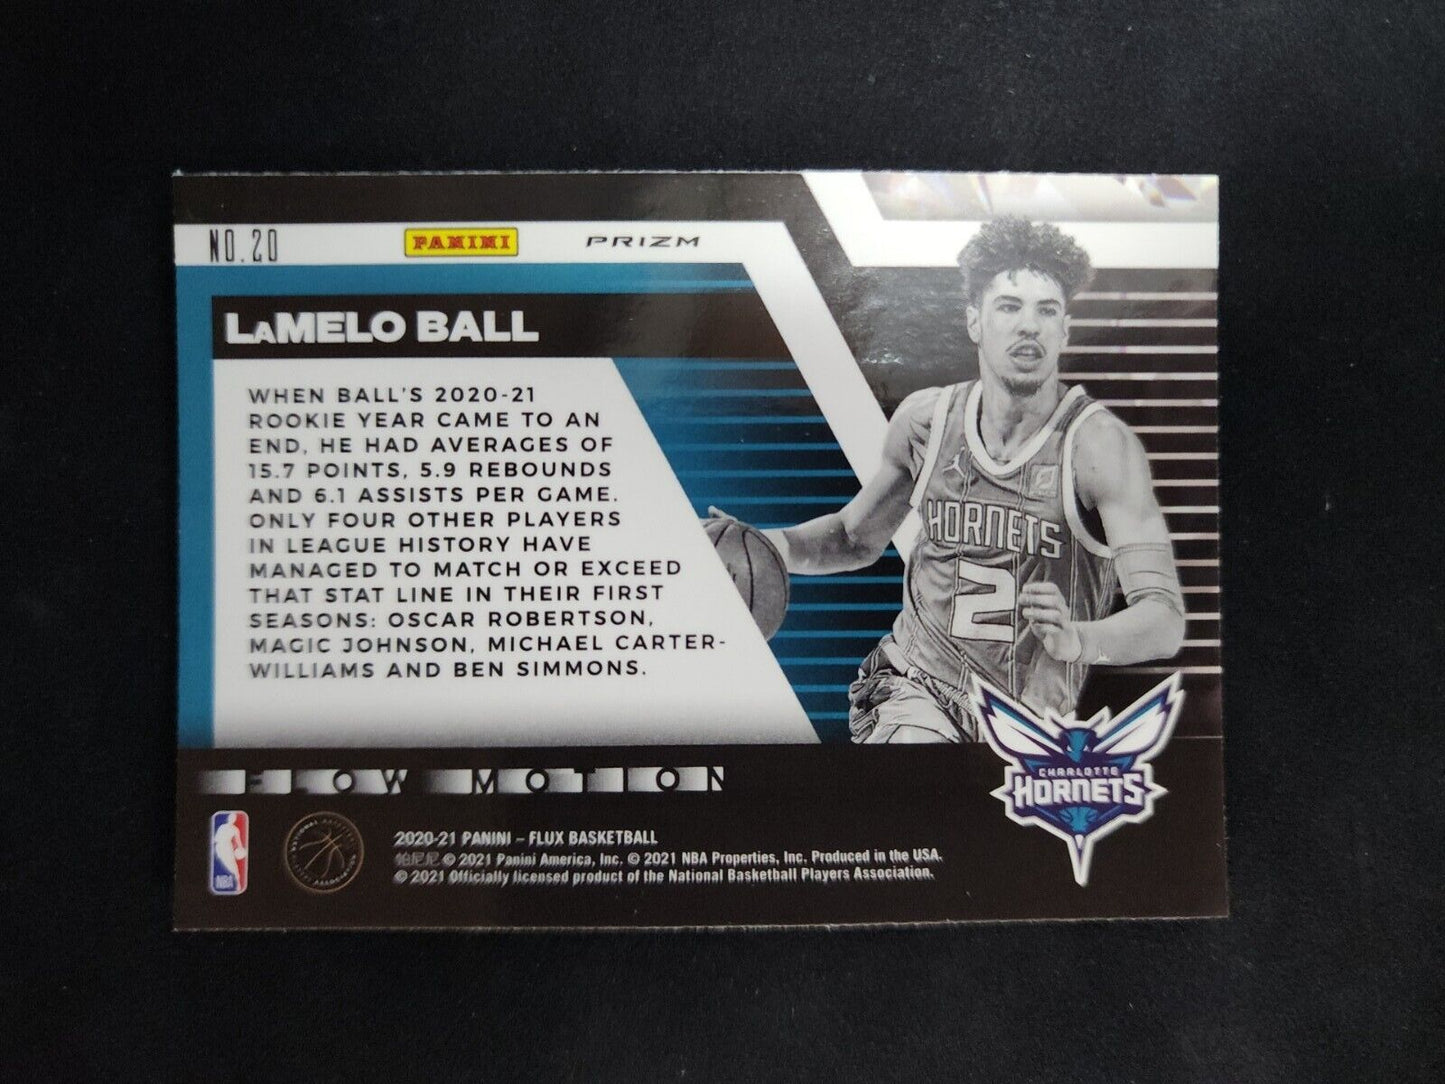 NO.20
PANINI
PRIZM
LaMELO BALL
WHEN BALL'S 2020-21
ROOKIE YEAR CAME TO AN
END, HE HAD AVERAGES OF
15.7 POINTS, 5.9 REBOUNDS
AND 6.1 ASSISTS PER GAME.
ONLY FOUR OTHER PLAYERS
IN LEAGUE HISTORY HAVE
MANAGED TO MATCH OR EXCEED
THAT STAT LINE IN THEIR FIRST
SEASONS: OSCAR ROBERTSON,
MAGIC JOHNSON, MICHAEL CARTER-
WILLIAMS AND BEN SIMMONS.
HORNETS
2
CHARLOTTE
HORNETS
FLOW MOTION
NBA
2020-21 PANINI – FLUX BASKETBALL
帕尼尼 © 2021 Panini America, Inc. © 2021 NBA Properties, Inc. Produced in the USA.
© 2021 Officially licensed product of the National Basketball Players Association.